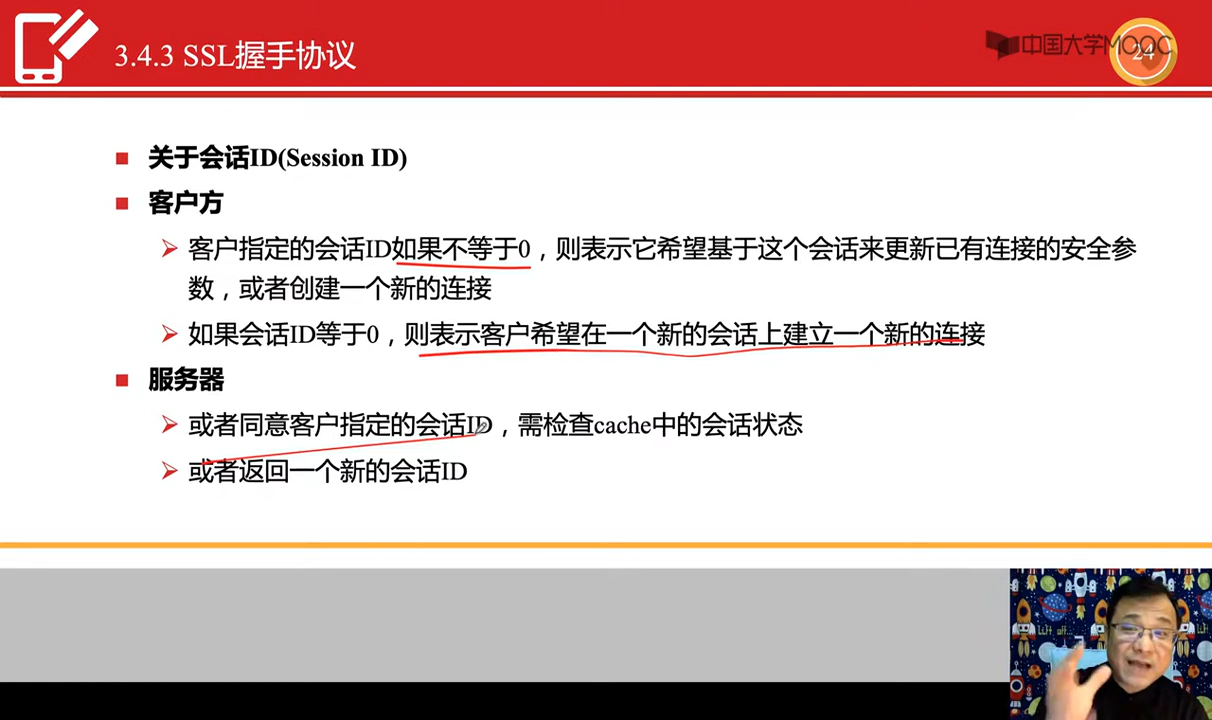 3.4.3 SSL握手协议
中国大学MOOC
24
关于会话ID(Session ID)
客户方
客户指定的会话ID如果不等于0，则表示它希望基于这个会话来更新已有连接的安全参
数，或者创建一个新的连接
如果会话ID等于0，则表示客户希望在一个新的会话上建立一个新的连接
服务器
或者同意客户指定的会话ID，需检查cache中的会话状态
或者返回一个新的会话ID